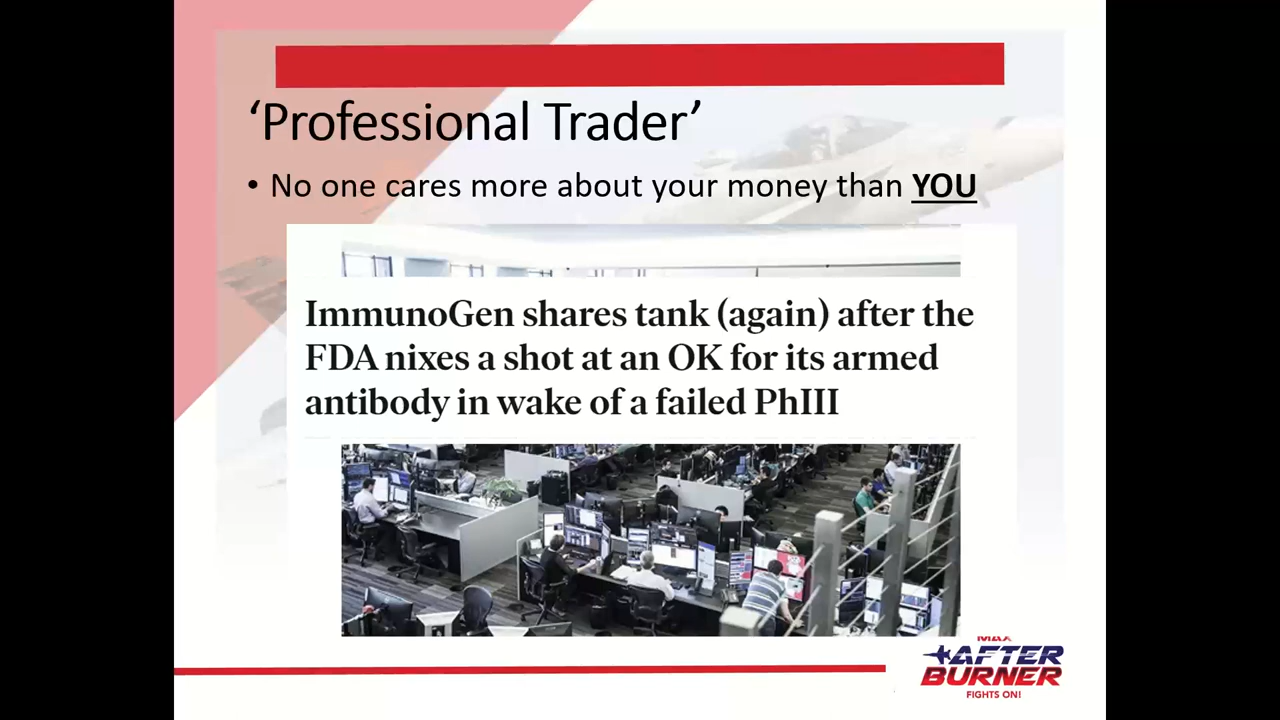 ‘Professional Trader’
• No one cares more about your money than YOU
ImmunoGen shares tank (again) after the
FDA nixes a shot at an OK for its armed
antibody in wake of a failed PhIII
MAX
AFTER
BURNER
FIGHTS ON!